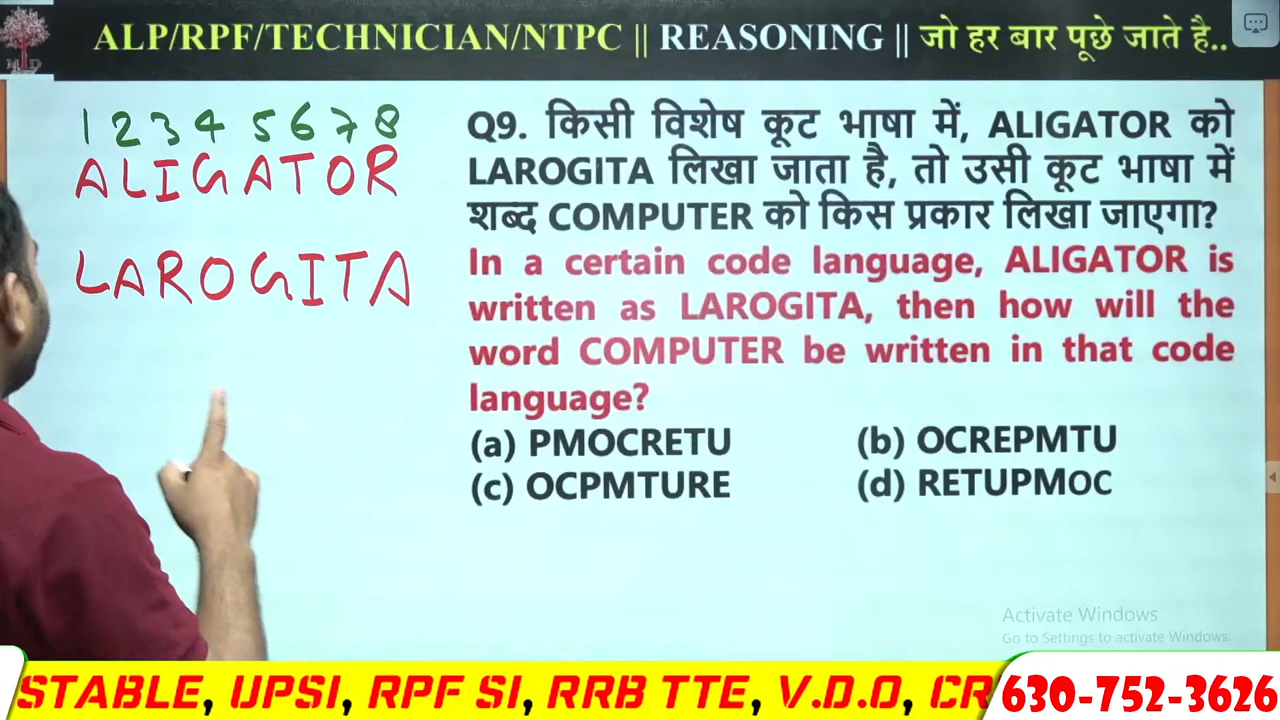 ALP/RPF/TECHNICIAN/NTPC || REASONING || जो हर बार पूछे जाते है..
1 2 3 4 5 6 7 8
ALIGATOR
LAROGITA
Q9. किसी विशेष कूट भाषा में, ALIGATOR को
LAROGITA लिखा जाता है, तो उसी कूट भाषा में
शब्द COMPUTER को किस प्रकार लिखा जाएगा?
In a certain code language, ALIGATOR is
written as LAROGITA, then how will the
word COMPUTER be written in that code
language?
(a) PMOCRETU (b) OCREPMTU
(c) OCPMTURE (d) RETUPMOC
Activate Windows
Go to Settings to activate Windows.
STABLE, UPSI, RPF SI, RRB TTE, V.D.O, CR
630-752-3626